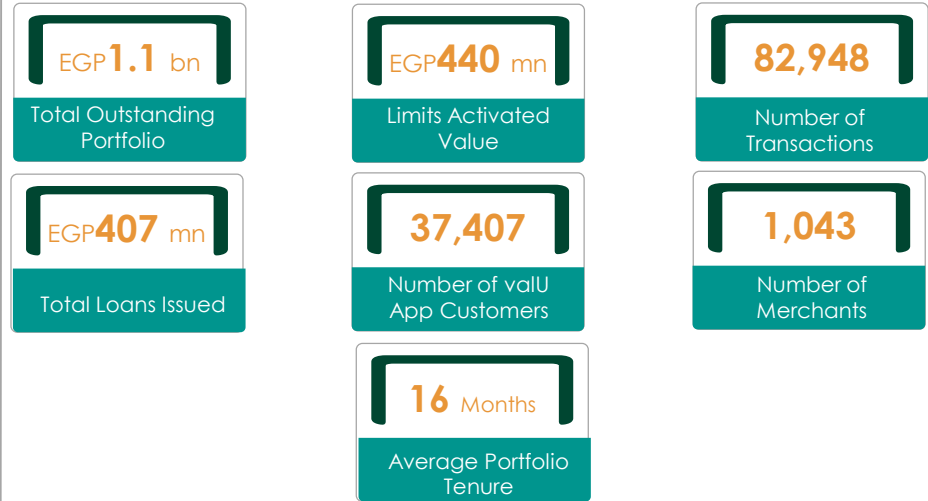 EGP1.1 bn
Total Outstanding
Portfolio
EGP440 mn
Limits Activated
Value
82,948
Number of
Transactions
EGP407 mn
Total Loans Issued
37,407
Number of valU
App Customers
1,043
Number of
Merchants
16 Months
Average Portfolio
Tenure